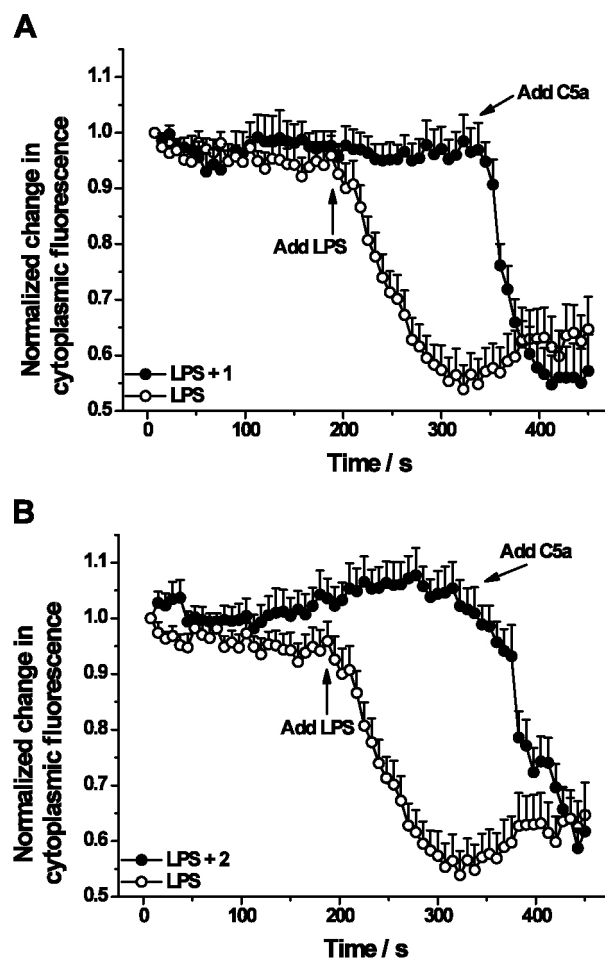 A
Normalized change in
cytoplasmic fluorescence
1.1
1.0
0.9
0.8
0.7
0.6
0.5
Add C5a
Add LPS
LPS + 1
LPS
0
100
200
300
400
Time / s
B
Normalized change in
cytoplasmic fluorescence
1.1
1.0
0.9
0.8
0.7
0.6
0.5
Add C5a
Add LPS
LPS + 2
LPS
0
100
200
300
400
Time / s